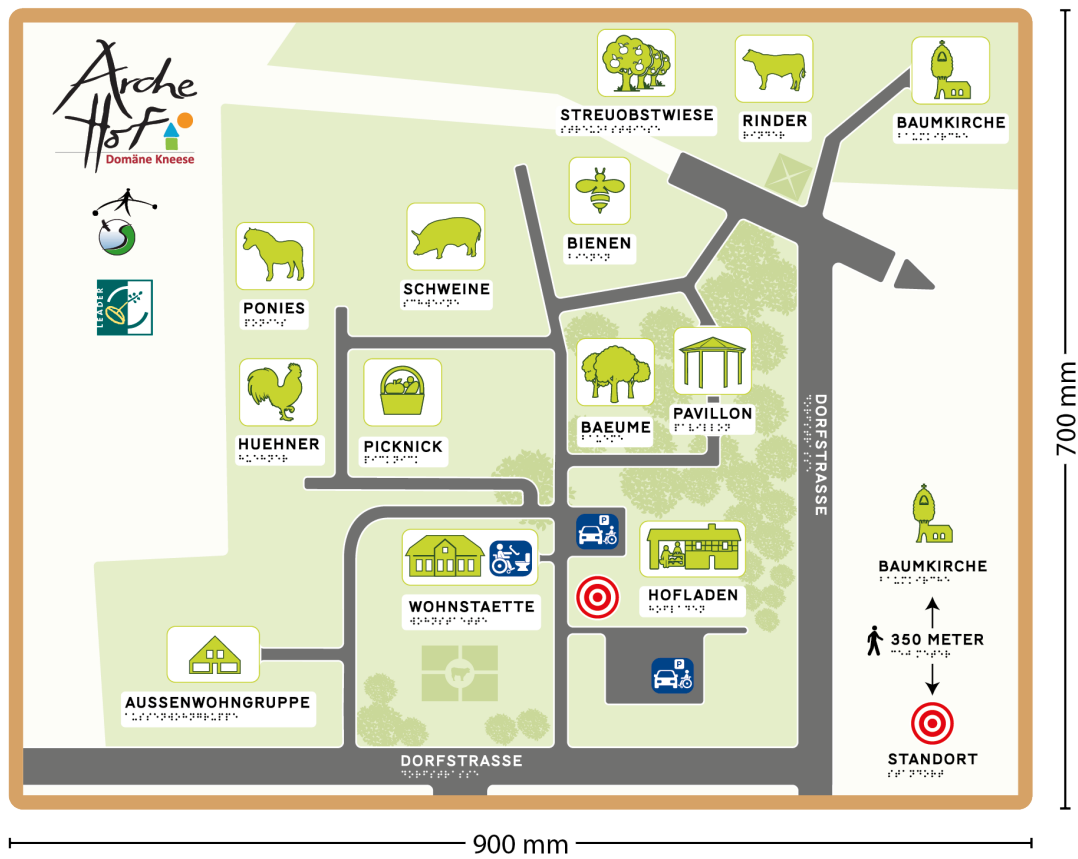 Arche
Hof
Domäne Kneese
LEADER
STREUOBSTWIESE
RINDER
BAUMKIRCHE
BIENEN
PONIES
SCHWEINE
HUEHNER
PICKNICK
BAEUME
PAVILLON
DORFSTRASSE
P
WOHNSTAETTE
HOFLADEN
P
AUSSENWOHNGRUPPE
DORFSTRASSE
BAUMKIRCHE
350 METER
STANDORT
700 mm
900 mm